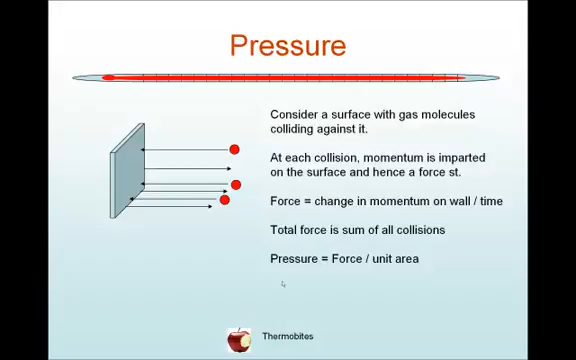 Pressure
Consider a surface with gas molecules
colliding against it.
At each collision, momentum is imparted
on the surface and hence a force st.
Force = change in momentum on wall / time
Total force is sum of all collisions
Pressure = Force / unit area
Thermobites